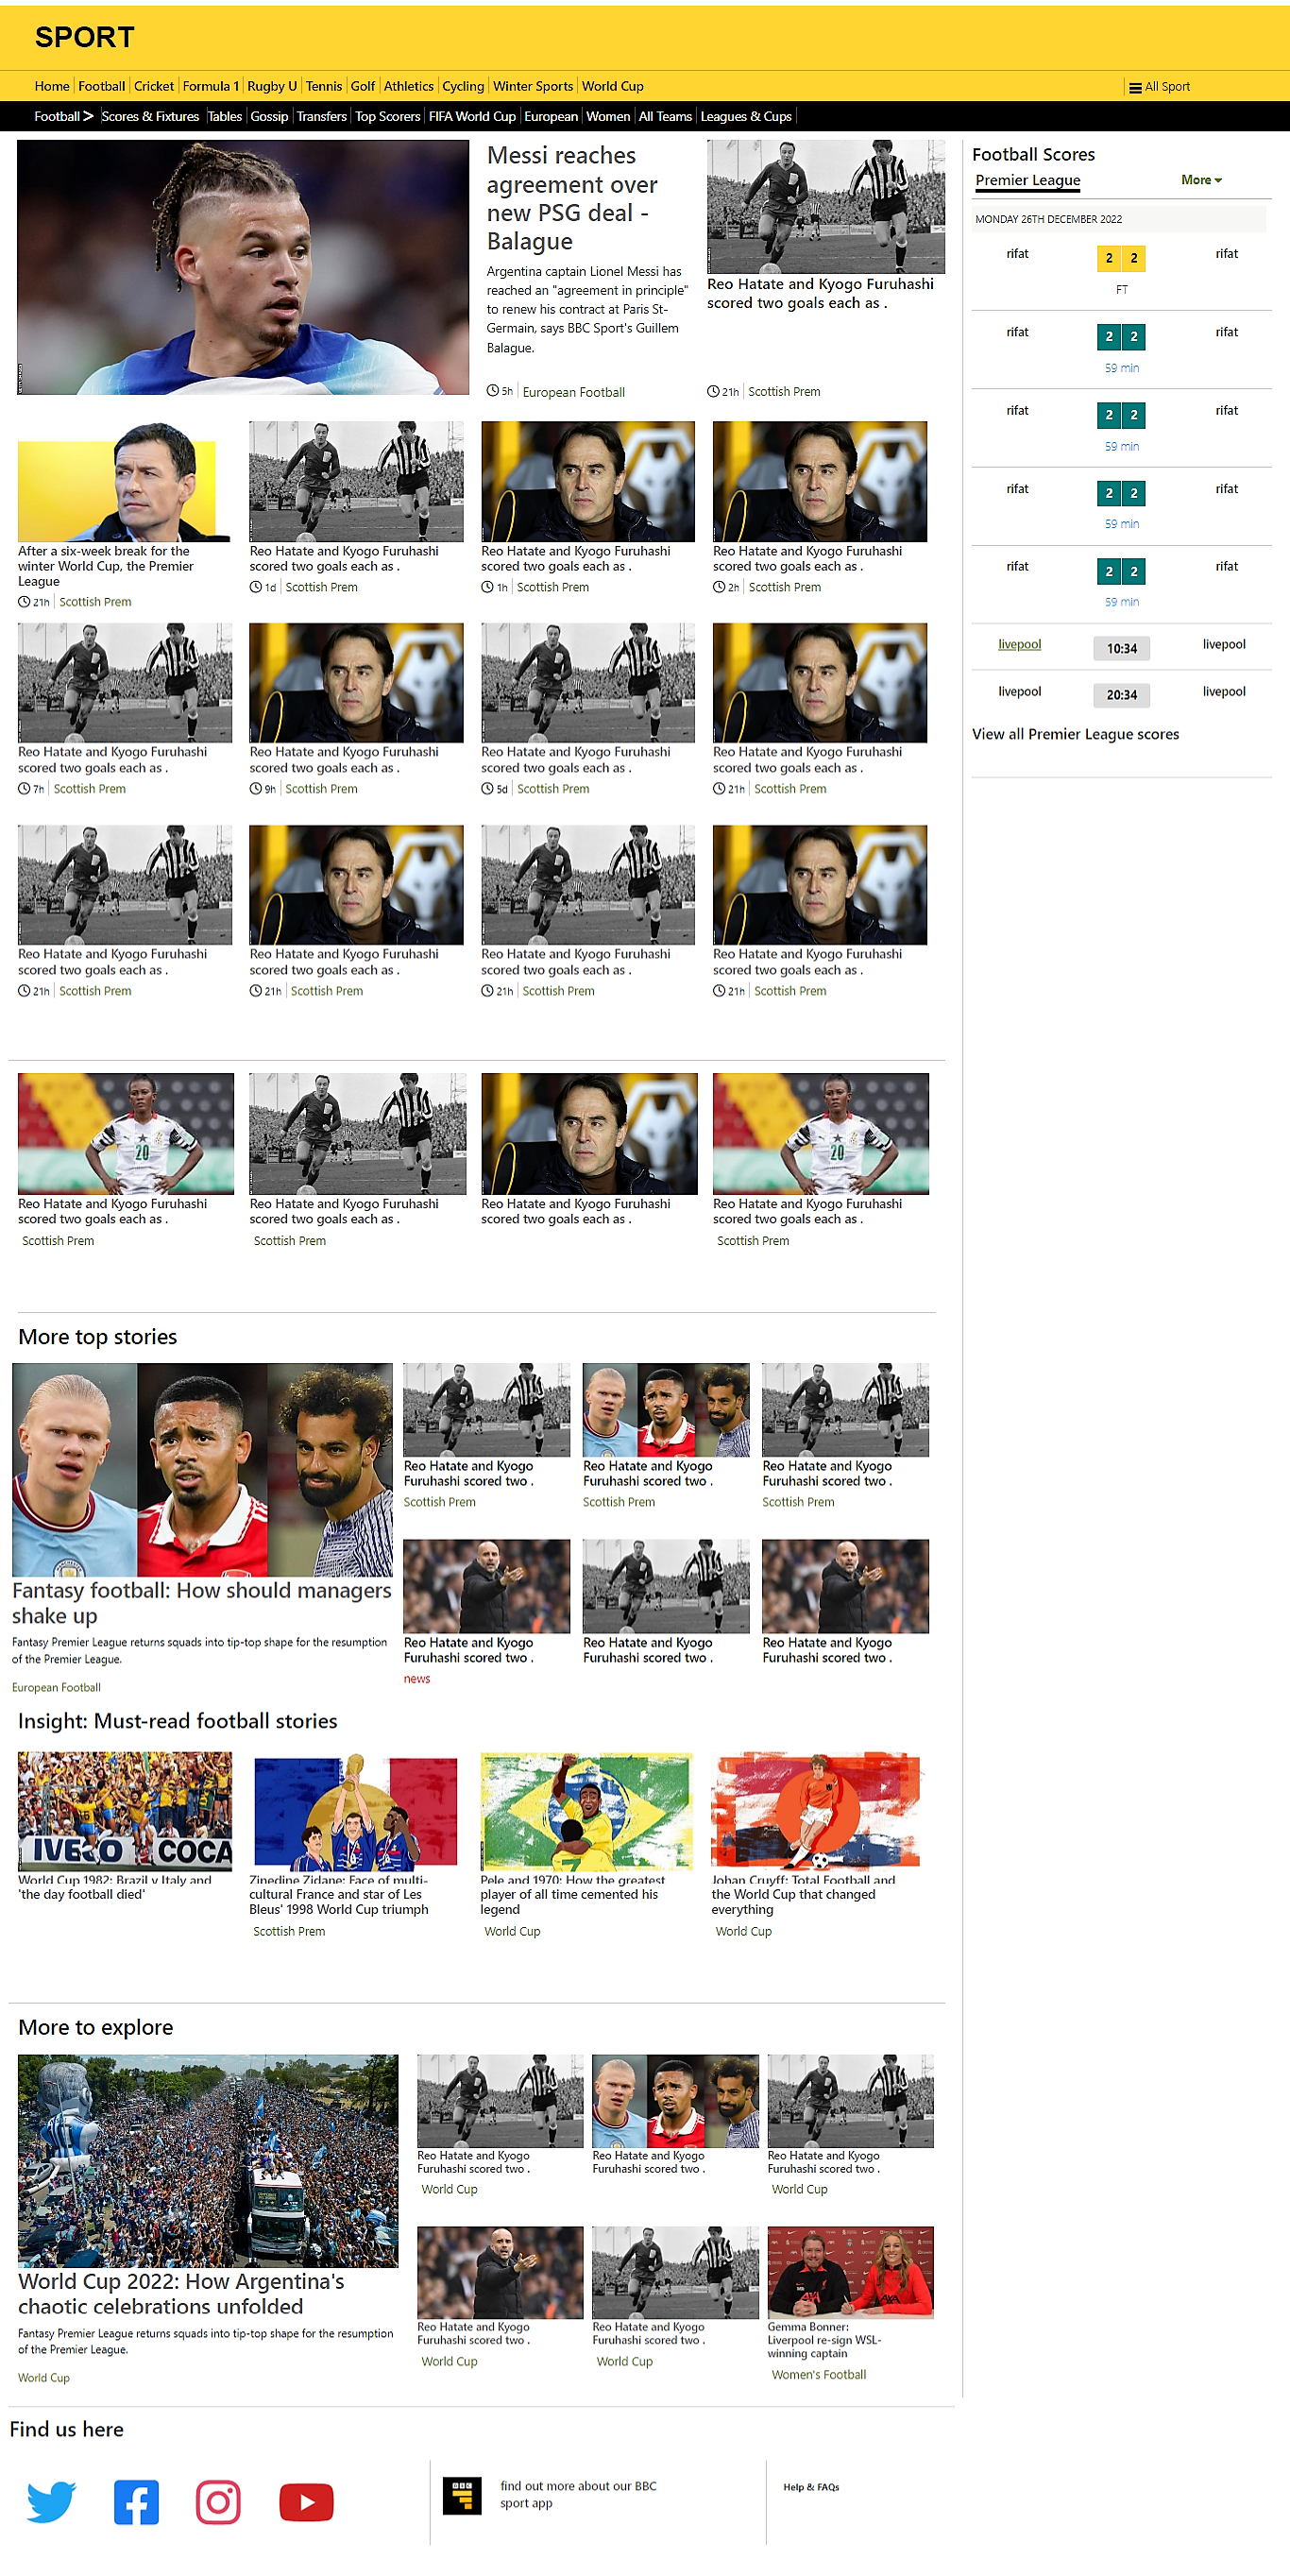 SPORT
Home Football Cricket Formula 1 Rugby U Tennis Golf Athletics Cycling Winter Sports World Cup
All Sport
Football > Scores & Fixtures Tables Gossip Transfers Top Scorers FIFA World Cup European Women All Teams Leagues & Cups
Messi reaches
agreement over
new PSG deal -
Balague
Argentina captain Lionel Messi has
reached an "agreement in principle"
to renew his contract at Paris St-
Germain, says BBC Sport's Guillem
Balague.
5h European Football
Reo Hatate and Kyogo Furuhashi
scored two goals each as .
21h Scottish Prem
After a six-week break for the
winter World Cup, the Premier
League
21h Scottish Prem
Reo Hatate and Kyogo Furuhashi
scored two goals each as .
1d Scottish Prem
Reo Hatate and Kyogo Furuhashi
scored two goals each as .
1h Scottish Prem
Reo Hatate and Kyogo Furuhashi
scored two goals each as .
2h Scottish Prem
Reo Hatate and Kyogo Furuhashi
scored two goals each as .
7h Scottish Prem
Reo Hatate and Kyogo Furuhashi
scored two goals each as .
9h Scottish Prem
Reo Hatate and Kyogo Furuhashi
scored two goals each as .
5d Scottish Prem
Reo Hatate and Kyogo Furuhashi
scored two goals each as .
21h Scottish Prem
Reo Hatate and Kyogo Furuhashi
scored two goals each as .
21h Scottish Prem
Reo Hatate and Kyogo Furuhashi
scored two goals each as .
21h Scottish Prem
Reo Hatate and Kyogo Furuhashi
scored two goals each as .
21h Scottish Prem
Reo Hatate and Kyogo Furuhashi
scored two goals each as .
21h Scottish Prem
20
Reo Hatate and Kyogo Furuhashi
scored two goals each as .
Scottish Prem
Reo Hatate and Kyogo Furuhashi
scored two goals each as .
Scottish Prem
Reo Hatate and Kyogo Furuhashi
scored two goals each as .
20
Reo Hatate and Kyogo Furuhashi
scored two goals each as .
Scottish Prem
More top stories
Fantasy football: How should managers
shake up
Fantasy Premier League returns squads into tip-top shape for the resumption
of the Premier League.
European Football
Reo Hatate and Kyogo
Furuhashi scored two .
Scottish Prem
Reo Hatate and Kyogo
Furuhashi scored two .
Scottish Prem
Reo Hatate and Kyogo
Furuhashi scored two .
Scottish Prem
Reo Hatate and Kyogo
Furuhashi scored two .
news
Reo Hatate and Kyogo
Furuhashi scored two .
Reo Hatate and Kyogo
Furuhashi scored two .
Insight: Must-read football stories
IVECO COCA
World Cup 1982: Brazil v Italy and
'the day football died'
Zinedine Zidane: Face of multi-
cultural France and star of Les
Bleus' 1998 World Cup triumph
Scottish Prem
Pele and 1970: How the greatest
player of all time cemented his
legend
World Cup
Johan Cruyff: Total Football and
the World Cup that changed
everything
World Cup
More to explore
World Cup 2022: How Argentina's
chaotic celebrations unfolded
Fantasy Premier League returns squads into tip-top shape for the resumption
of the Premier League.
World Cup
Reo Hatate and Kyogo
Furuhashi scored two .
World Cup
Reo Hatate and Kyogo
Furuhashi scored two .
Reo Hatate and Kyogo
Furuhashi scored two .
World Cup
Reo Hatate and Kyogo
Furuhashi scored two .
World Cup
Reo Hatate and Kyogo
Furuhashi scored two .
World Cup
Gemma Bonner:
Liverpool re-sign WSL-
winning captain
Women's Football
Football Scores
Premier League More
MONDAY 26TH DECEMBER 2022
rifat 2 2 rifat
FT
rifat 2 2 rifat
59 min
rifat 2 2 rifat
59 min
rifat 2 2 rifat
59 min
rifat 2 2 rifat
59 min
livepool 10:34 livepool
livepool 20:34 livepool
View all Premier League scores
Find us here
BBC
find out more about our BBC
sport app
Help & FAQs